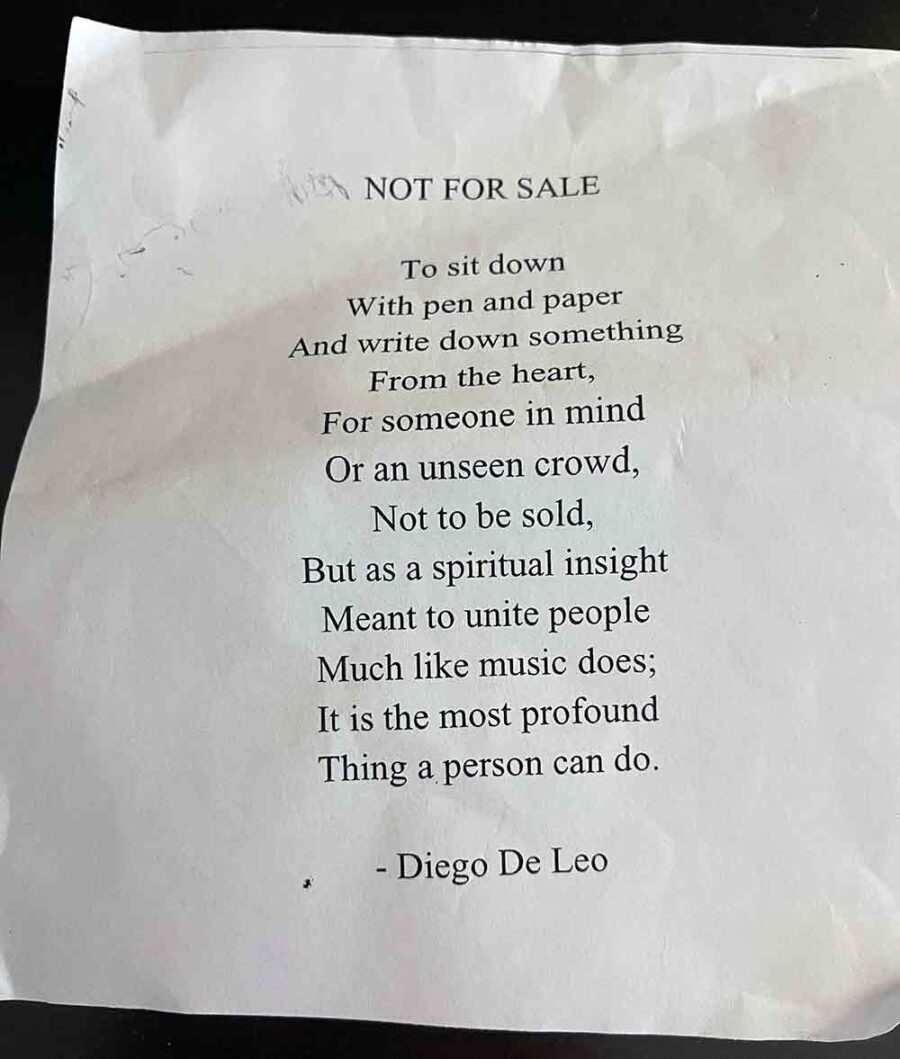 NOT FOR SALE
To sit down
With pen and paper
And write down something
From the heart,
For someone in mind
Or an unseen crowd,
Not to be sold,
But as a spiritual insight
Meant to unite people
Much like music does;
It is the most profound
Thing a person can do.
- Diego De Leo